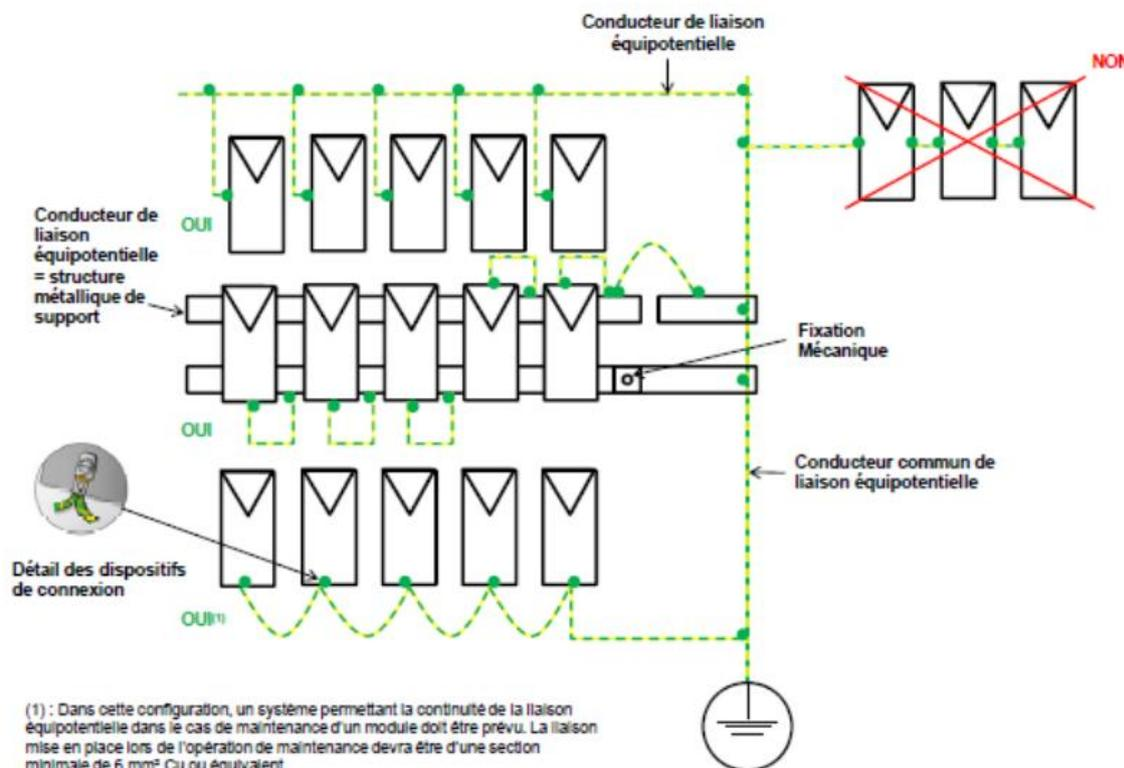 Conducteur de liaison
équipotentielle
NON
Conducteur de
liaison
équipotentielle
= structure
métallique de
support
OUI
Fixation
Mécanique
OUI
Conducteur commun de
liaison équipotentielle
Détail des dispositifs
de connexion
OUI(1)
(1) : Dans cette configuration, un système permettant la continuité de la liaison
équipotentielle dans le cas de maintenance d'un module doit être prévu. La liaison
mise en place lors de l'opération de maintenance devra être d'une section
minimale de 6 mm² Cu ou équivalent